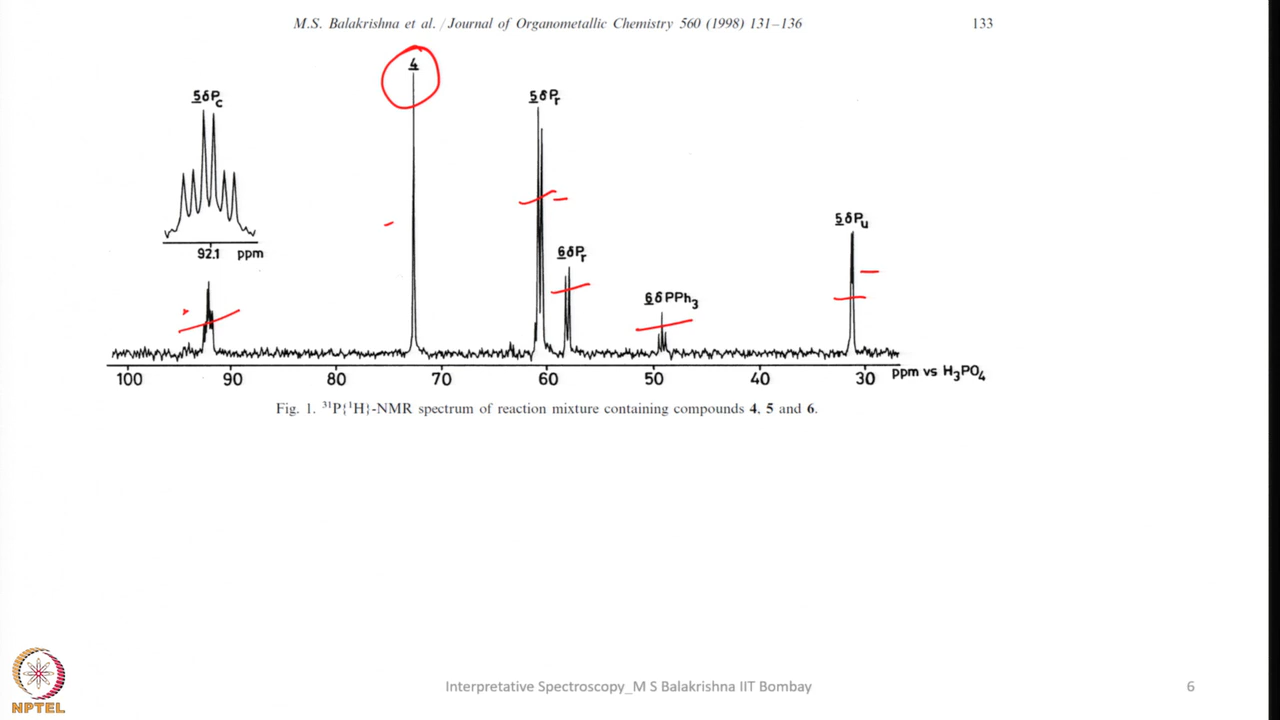 M.S. Balakrishna et al. / Journal of Organometallic Chemistry 560 (1998) 131–136 133
4
5δPc 5δPr
5δPu
92.1 ppm 6δPr
6δPPh3
100 90 80 70 60 50 40 30 ppm vs H3PO4
Fig. 1. 31P{1H}-NMR spectrum of reaction mixture containing compounds 4, 5 and 6.
NPTEL
Interpretative Spectroscopy_M S Balakrishna IIT Bombay 6